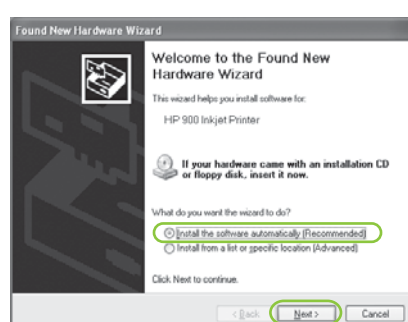 Found New Hardware Wizard
Welcome to the Found New
Hardware Wizard
This wizard helps you install software for:
HP 900 Inkjet Printer
If your hardware came with an installation CD
or floppy disk, insert it now.
What do you want the wizard to do?
Install the software automatically (Recommended)
Install from a list or specific location (Advanced)
Click Next to continue.
< Back Next > Cancel